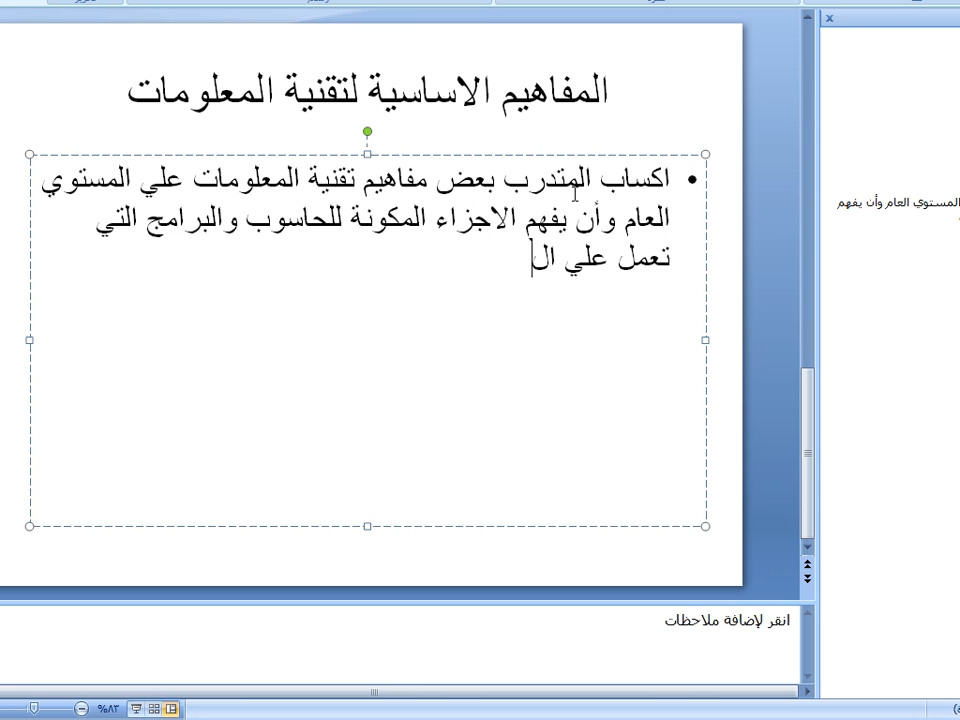 المفاهيم الاساسية لتقنية المعلومات
• اكساب المتدرب بعض مفاهيم تقنية المعلومات علي المستوي
العام وأن يفهم الاجزاء المكونة للحاسوب والبرامج التي
تعمل علي ال
المستوي العام وأن يفهم
انقر لإضافة ملاحظات
%٨٣